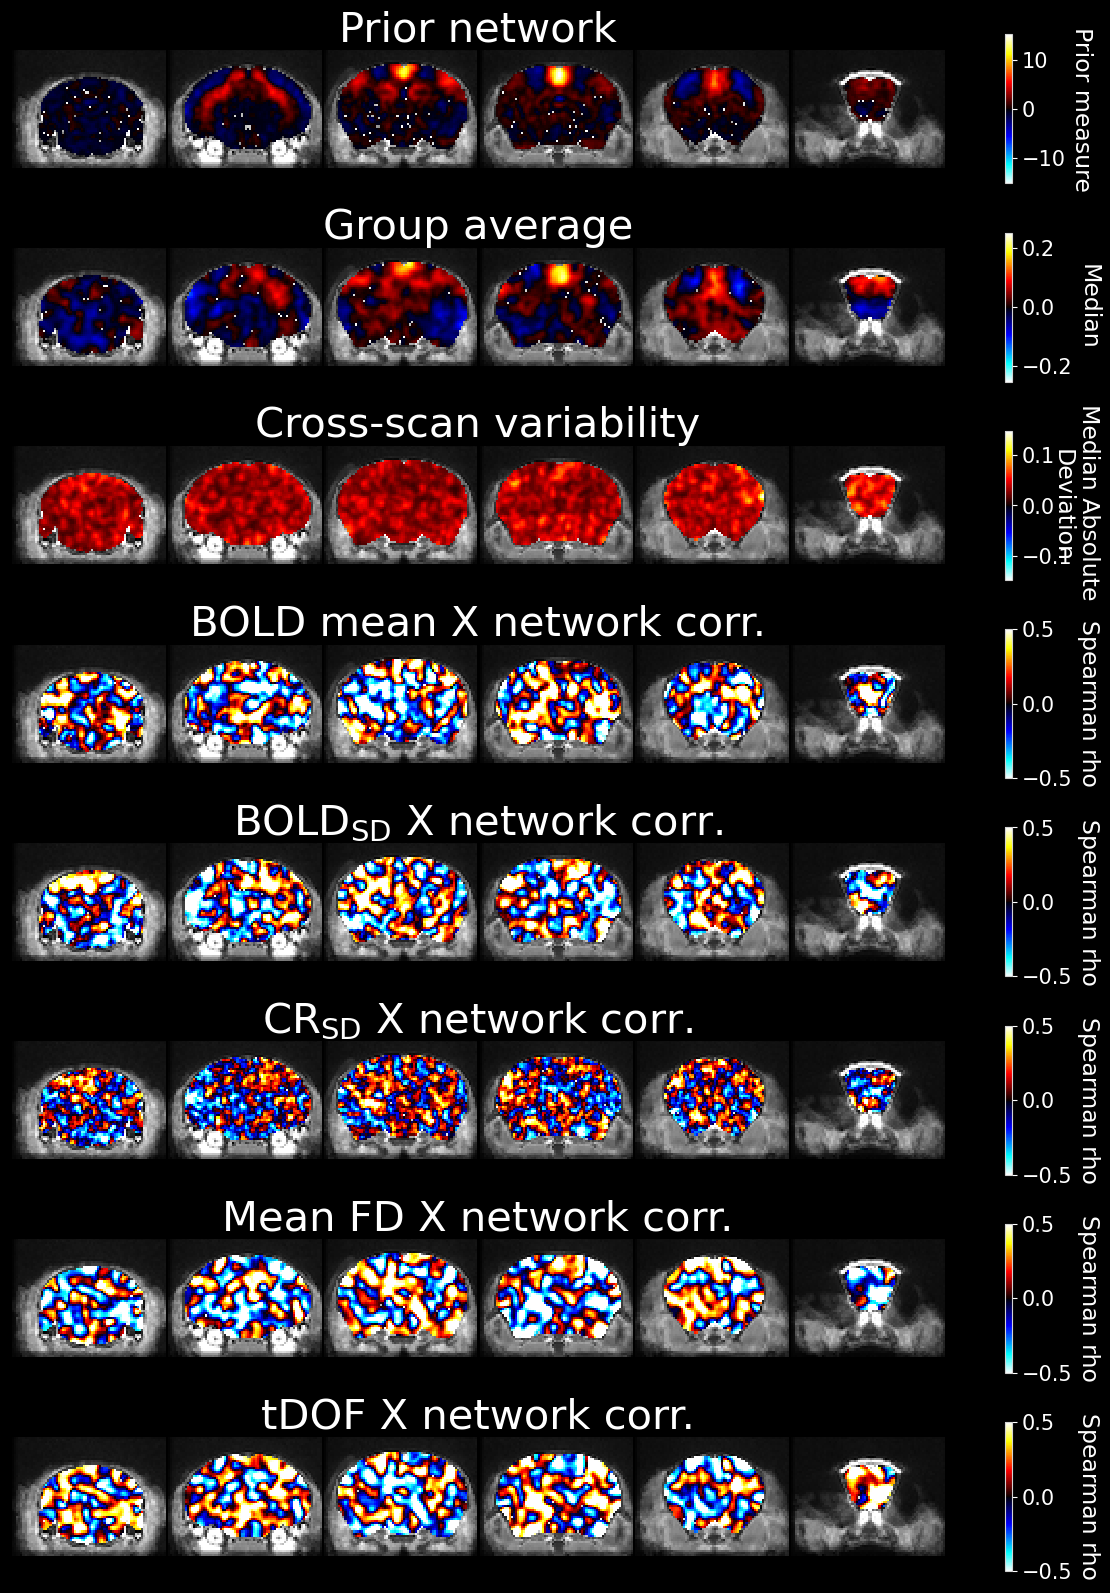 Prior network
10
0
−10
Prior measure
Group average
0.2
0.0
−0.2
Median
Cross-scan variability
0.1
0.0
−0.1
Median Absolute
Deviation
BOLD mean X network corr.
0.5
0.0
−0.5
Spearman rho
BOLD_SD X network corr.
0.5
0.0
−0.5
Spearman rho
CR_SD X network corr.
0.5
0.0
−0.5
Spearman rho
Mean FD X network corr.
0.5
0.0
−0.5
Spearman rho
tDOF X network corr.
0.5
0.0
−0.5
Spearman rho